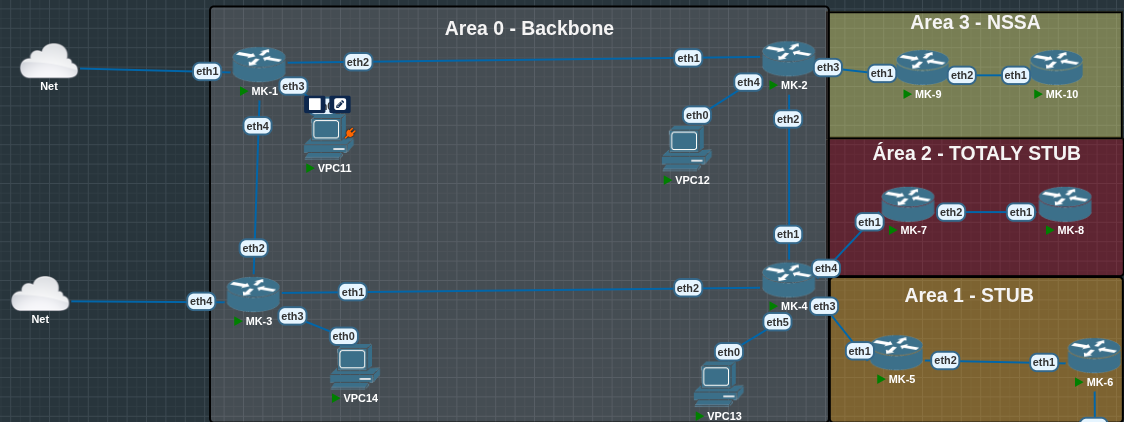 Area 0 - Backbone
Area 3 - NSSA
Net
eth1
MK-1
eth2
eth3
eth4
VPC11
eth1
MK-2
eth3
eth4
eth2
eth0
VPC12
eth1
MK-9
eth2
eth1
MK-10
Área 2 - TOTALY STUB
eth1
MK-7
eth2
eth1
MK-8
Net
eth4
eth2
MK-3
eth1
eth3
eth0
VPC14
eth2
eth1
MK-4
eth4
eth3
eth5
eth0
VPC13
Area 1 - STUB
eth1
MK-5
eth2
eth1
MK-6